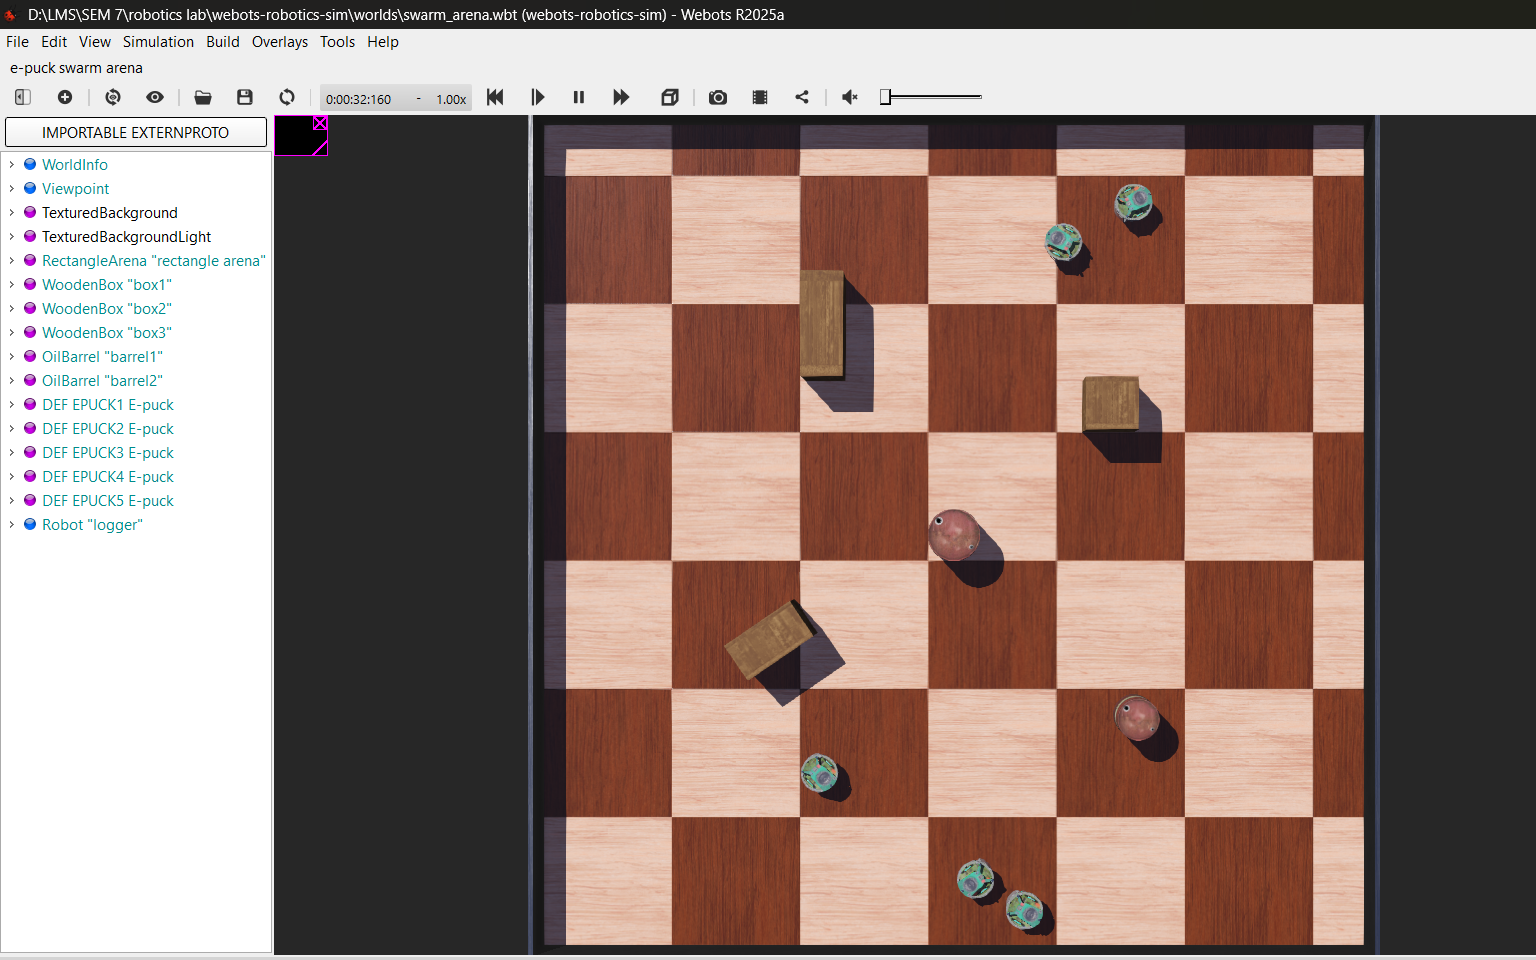 D:\LMS\SEM 7\robotics lab\webots-robotics-sim\worlds\swarm_arena.wbt (webots-robotics-sim) - Webots R2025a
File Edit View Simulation Build Overlays Tools Help
e-puck swarm arena
0:00:32:160 - 1.00x
IMPORTABLE EXTERNPROTO
WorldInfo
Viewpoint
TexturedBackground
TexturedBackgroundLight
RectangleArena "rectangle arena"
WoodenBox "box1"
WoodenBox "box2"
WoodenBox "box3"
OilBarrel "barrel1"
OilBarrel "barrel2"
DEF EPUCK1 E-puck
DEF EPUCK2 E-puck
DEF EPUCK3 E-puck
DEF EPUCK4 E-puck
DEF EPUCK5 E-puck
Robot "logger"